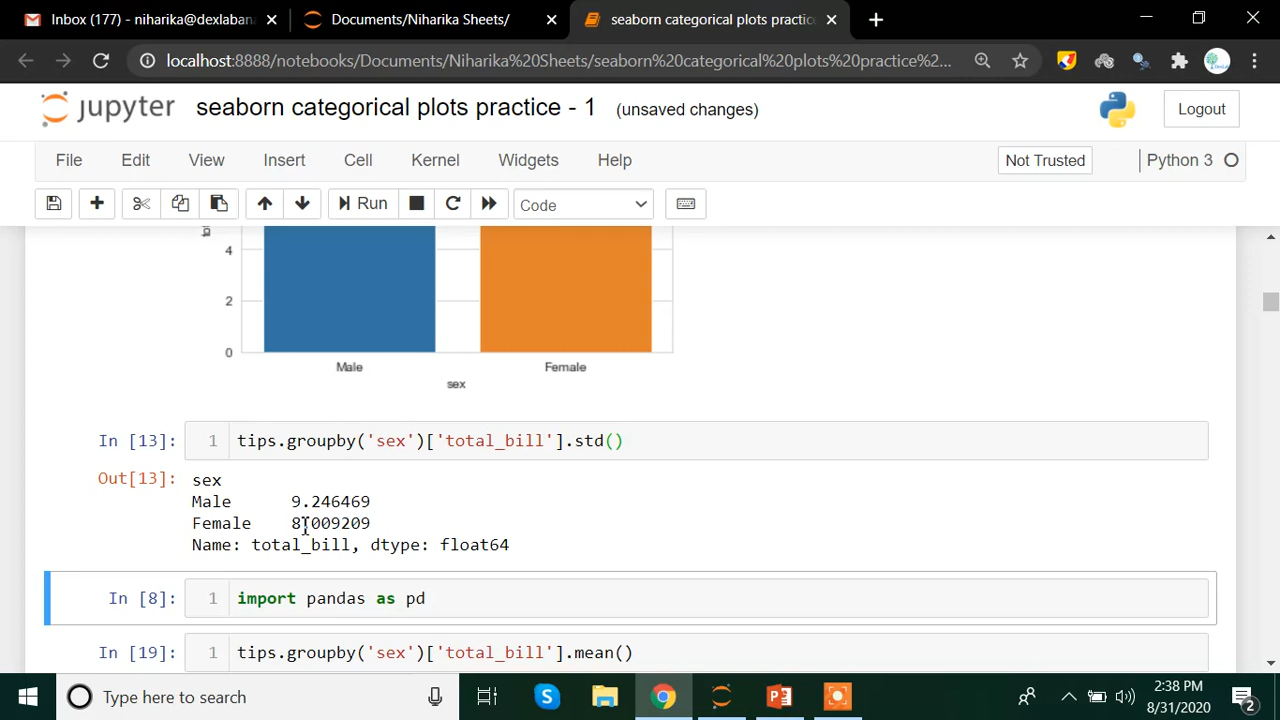 Inbox (177) - niharika@dexlabana
Documents/Niharika Sheets/
seaborn categorical plots practice
localhost:8888/notebooks/Documents/Niharika%20Sheets/seaborn%20categorical%20plots%20practice%2...
jupyter seaborn categorical plots practice - 1 (unsaved changes)
Logout
File Edit View Insert Cell Kernel Widgets Help
Not Trusted
Python 3
Run
Code
4
2
0
Male Female
sex
In [13]: 1 tips.groupby('sex')['total_bill'].std()
Out[13]: sex
Male 9.246469
Female 8.009209
Name: total_bill, dtype: float64
In [8]: 1 import pandas as pd
In [19]: 1 tips.groupby('sex')['total_bill'].mean()
Type here to search
2:38 PM
8/31/2020
2